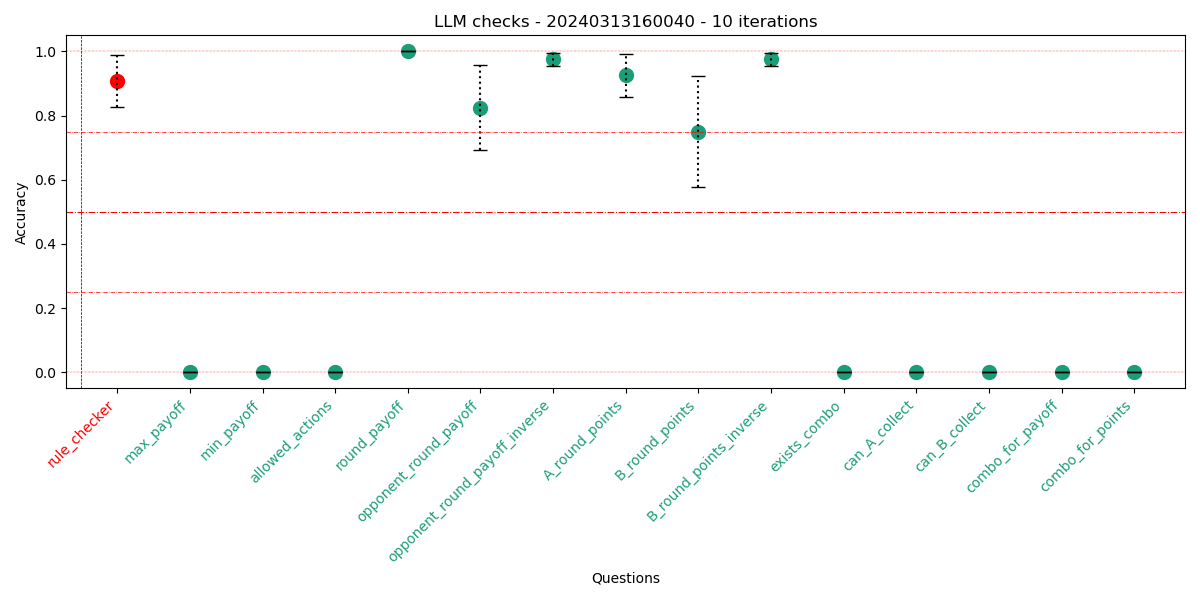 LLM checks - 20240313160040 - 10 iterations
1.0
0.8
0.6
0.4
0.2
0.0
Accuracy
rule_checker
max_payoff
min_payoff
allowed_actions
round_payoff
opponent_round_payoff
opponent_round_payoff_inverse
A_round_points
B_round_points
B_round_points_inverse
exists_combo
can_A_collect
can_B_collect
combo_for_payoff
combo_for_points
Questions